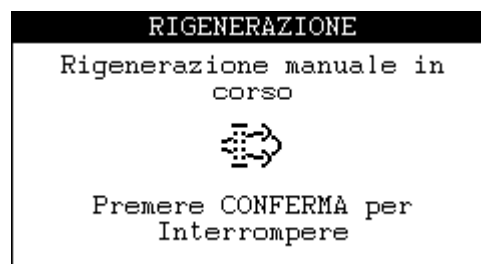 RIGENERAZIONE
Rigenerazione manuale in
corso
Premere CONFERMA per
Interrompere